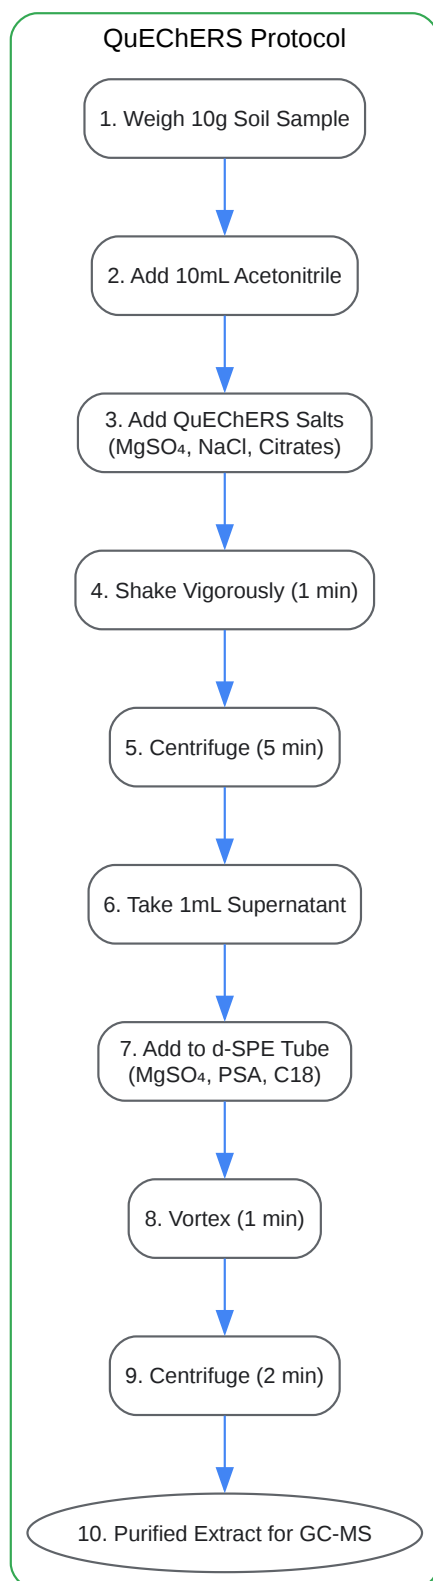 QuEChERS Protocol
1. Weigh 10g Soil Sample
2. Add 10mL Acetonitrile
3. Add QuEChERS Salts
(MgSO₄, NaCl, Citrates)
4. Shake Vigorously (1 min)
5. Centrifuge (5 min)
6. Take 1mL Supernatant
7. Add to d-SPE Tube
(MgSO₄, PSA, C18)
8. Vortex (1 min)
9. Centrifuge (2 min)
10. Purified Extract for GC-MS